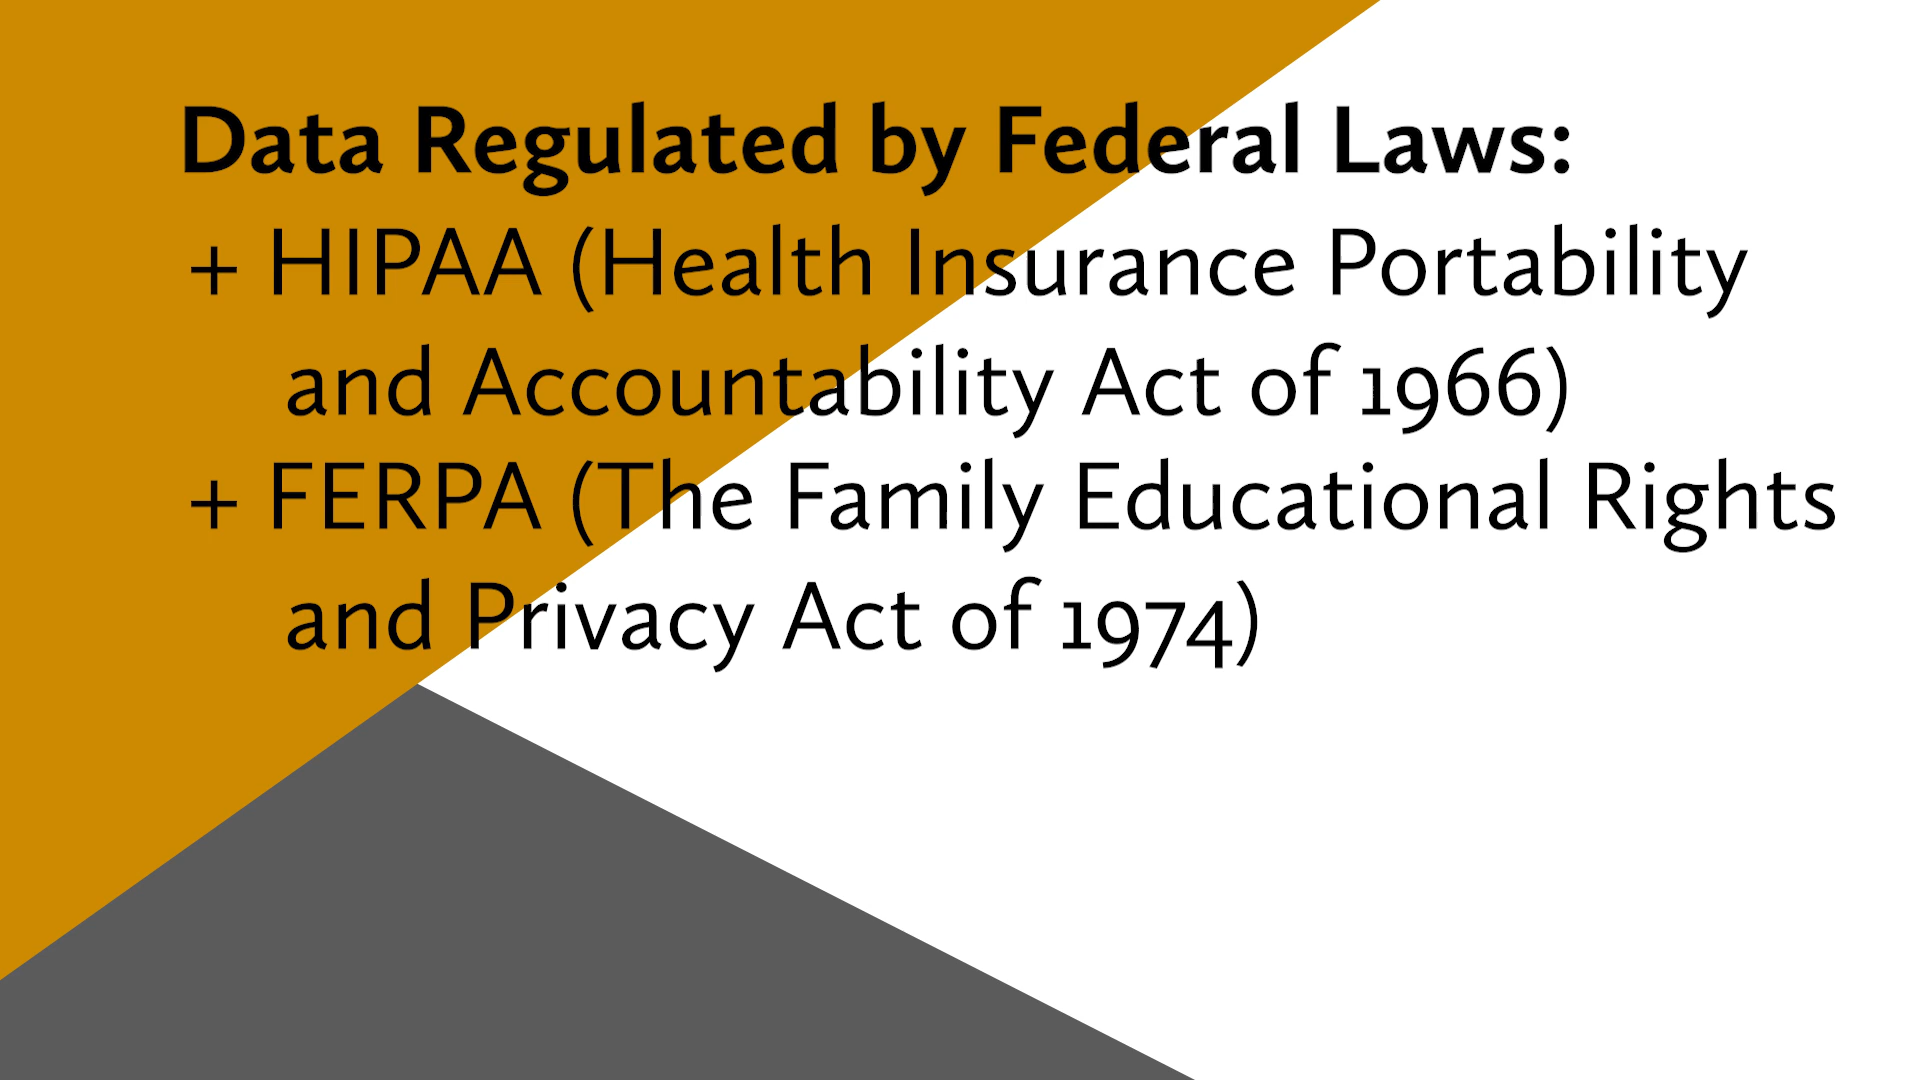 Data Regulated by Federal Laws:
+ HIPAA (Health Insurance Portability
and Accountability Act of 1966)
+ FERPA (The Family Educational Rights
and Privacy Act of 1974)